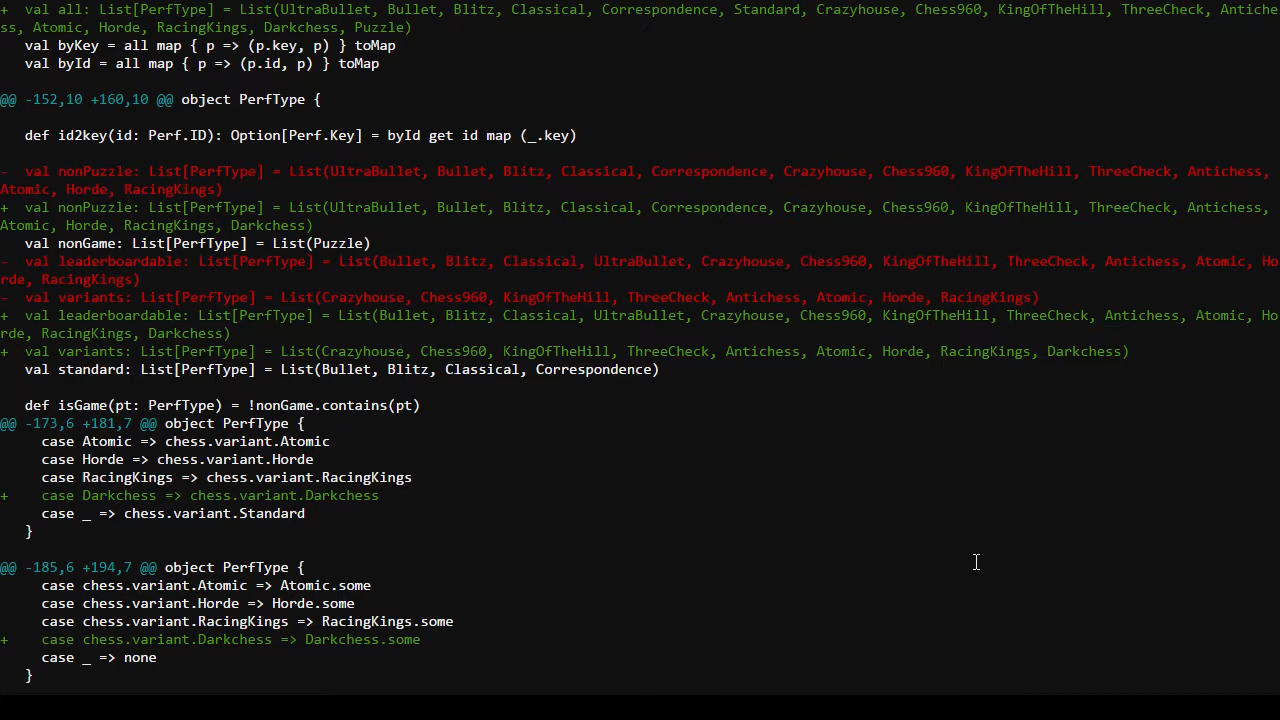 +  val all: List[PerfType] = List(UltraBullet, Bullet, Blitz, Classical, Correspondence, Standard, Crazyhouse, Chess960, KingOfTheHill, ThreeCheck, Antiche
ss, Atomic, Horde, RacingKings, Darkchess, Puzzle)
   val byKey = all map { p => (p.key, p) } toMap
   val byId = all map { p => (p.id, p) } toMap
@@ -152,10 +160,10 @@ object PerfType {
   def id2key(id: Perf.ID): Option[Perf.Key] = byId get id map (_.key)
-  val nonPuzzle: List[PerfType] = List(UltraBullet, Bullet, Blitz, Classical, Correspondence, Crazyhouse, Chess960, KingOfTheHill, ThreeCheck, Antichess,
Atomic, Horde, RacingKings)
+  val nonPuzzle: List[PerfType] = List(UltraBullet, Bullet, Blitz, Classical, Correspondence, Crazyhouse, Chess960, KingOfTheHill, ThreeCheck, Antichess,
Atomic, Horde, RacingKings, Darkchess)
   val nonGame: List[PerfType] = List(Puzzle)
-  val leaderboardable: List[PerfType] = List(Bullet, Blitz, Classical, UltraBullet, Crazyhouse, Chess960, KingOfTheHill, ThreeCheck, Antichess, Atomic, Ho
rde, RacingKings)
-  val variants: List[PerfType] = List(Crazyhouse, Chess960, KingOfTheHill, ThreeCheck, Antichess, Atomic, Horde, RacingKings)
+  val leaderboardable: List[PerfType] = List(Bullet, Blitz, Classical, UltraBullet, Crazyhouse, Chess960, KingOfTheHill, ThreeCheck, Antichess, Atomic, Ho
rde, RacingKings, Darkchess)
+  val variants: List[PerfType] = List(Crazyhouse, Chess960, KingOfTheHill, ThreeCheck, Antichess, Atomic, Horde, RacingKings, Darkchess)
   val standard: List[PerfType] = List(Bullet, Blitz, Classical, Correspondence)
   def isGame(pt: PerfType) = !nonGame.contains(pt)
@@ -173,6 +181,7 @@ object PerfType {
     case Atomic => chess.variant.Atomic
     case Horde => chess.variant.Horde
     case RacingKings => chess.variant.RacingKings
+    case Darkchess => chess.variant.Darkchess
     case _ => chess.variant.Standard
   }
@@ -185,6 +194,7 @@ object PerfType {
     case chess.variant.Atomic => Atomic.some
     case chess.variant.Horde => Horde.some
     case chess.variant.RacingKings => RacingKings.some
+    case chess.variant.Darkchess => Darkchess.some
     case _ => none
   }